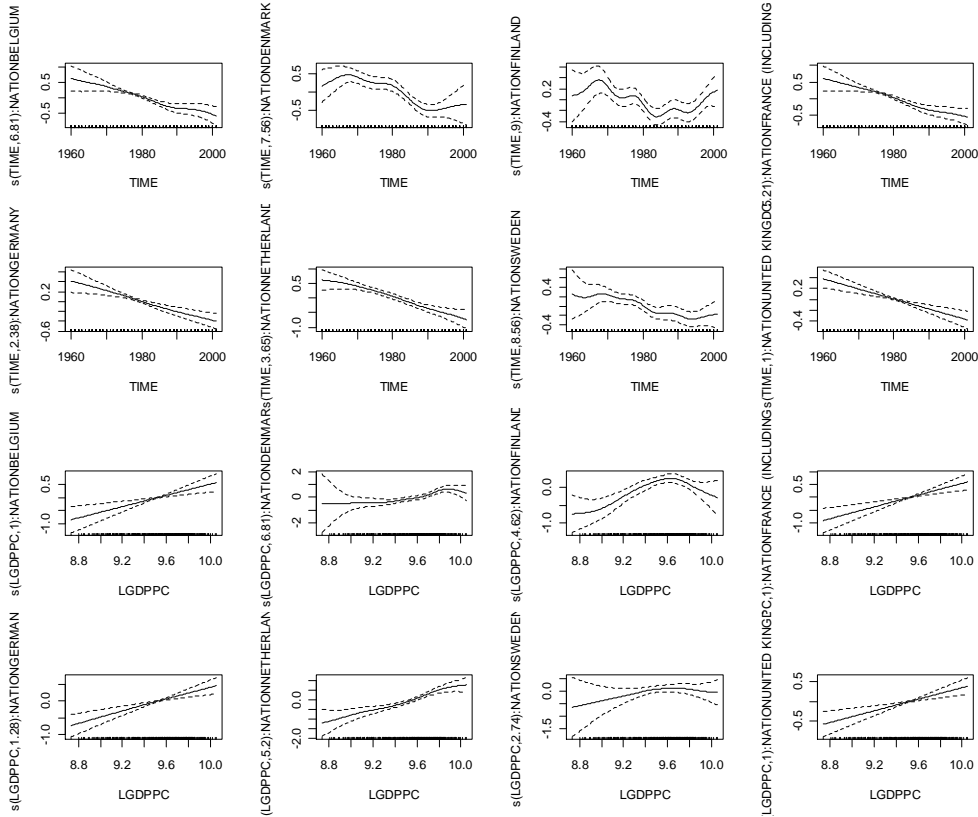 s(TIME,6.81):NATIONBELGIUM
-0.5 0.5
1960 1980 2000
TIME
s(TIME,7.56):NATIONDENMARK
-0.5 0.5
1960 1980 2000
TIME
s(TIME,9):NATIONFINLAND
-0.4 0.2
1960 1980 2000
TIME
5.21):NATIONFRANCE (INCLUDING
-0.5 0.5
1960 1980 2000
TIME
s(TIME,2.38):NATIONGERMANY
-0.6 0.2
1960 1980 2000
TIME
s(TIME,3.65):NATIONNETHERLAND
-1.0 0.5
1960 1980 2000
TIME
s(TIME,8.56):NATIONSWEDEN
-0.4 0.4
1960 1980 2000
TIME
s(TIME,1):NATIONUNITED KINGDO
-0.4 0.4
1960 1980 2000
TIME
s(LGDPPC,1):NATIONBELGIUM
-1.0 0.5
8.8 9.2 9.6 10.0
LGDPPC
s(LGDPPC,6.81):NATIONDENMAR
-2 0 2
8.8 9.2 9.6 10.0
LGDPPC
s(LGDPPC,4.62):NATIONFINLAND
-1.0 0.0
8.8 9.2 9.6 10.0
LGDPPC
,1):NATIONFRANCE (INCLUDING
-1.0 0.5
8.8 9.2 9.6 10.0
LGDPPC
s(LGDPPC,1.28):NATIONGERMAN
-1.0 0.0
8.8 9.2 9.6 10.0
LGDPPC
(LGDPPC,5.2):NATIONNETHERLAN
-2.0 0.0
8.8 9.2 9.6 10.0
LGDPPC
s(LGDPPC,2.74):NATIONSWEDEN
-1.5 0.0
8.8 9.2 9.6 10.0
LGDPPC
LGDPPC,1):NATIONUNITED KING
-0.5 0.5
8.8 9.2 9.6 10.0
LGDPPC